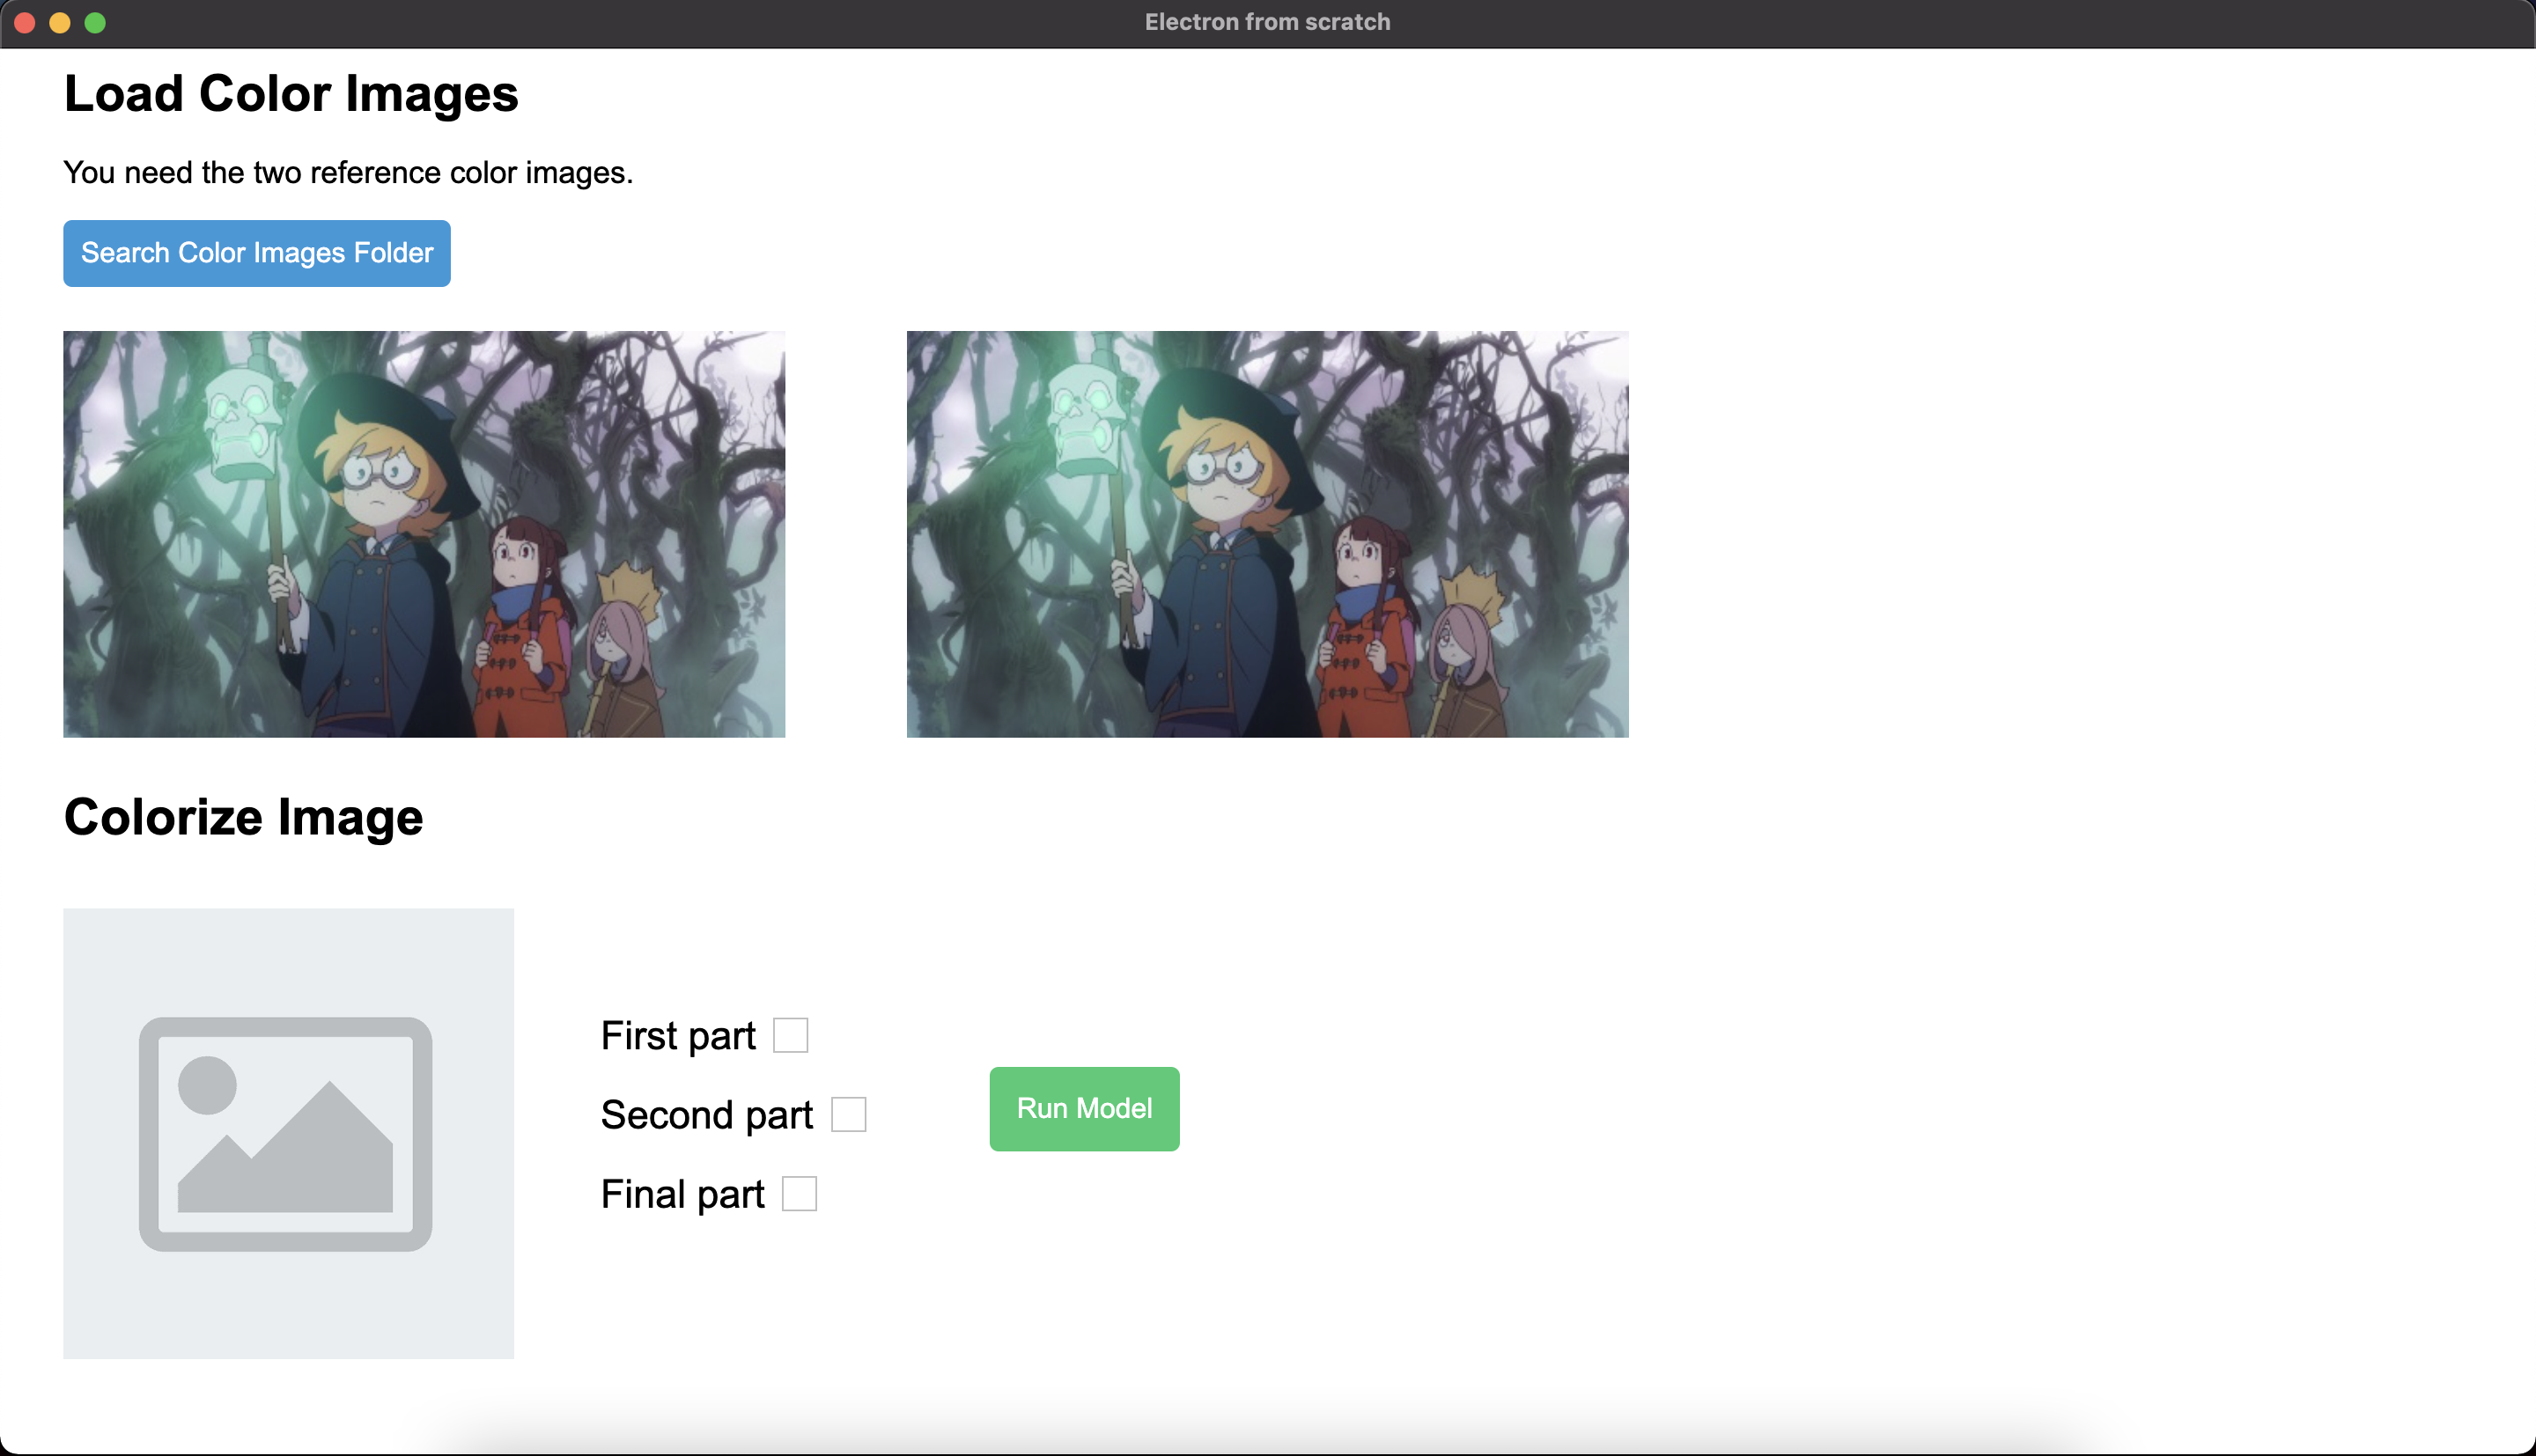 Electron from scratch
Load Color Images
You need the two reference color images.
Search Color Images Folder
Colorize Image
First part
Second part
Run Model
Final part